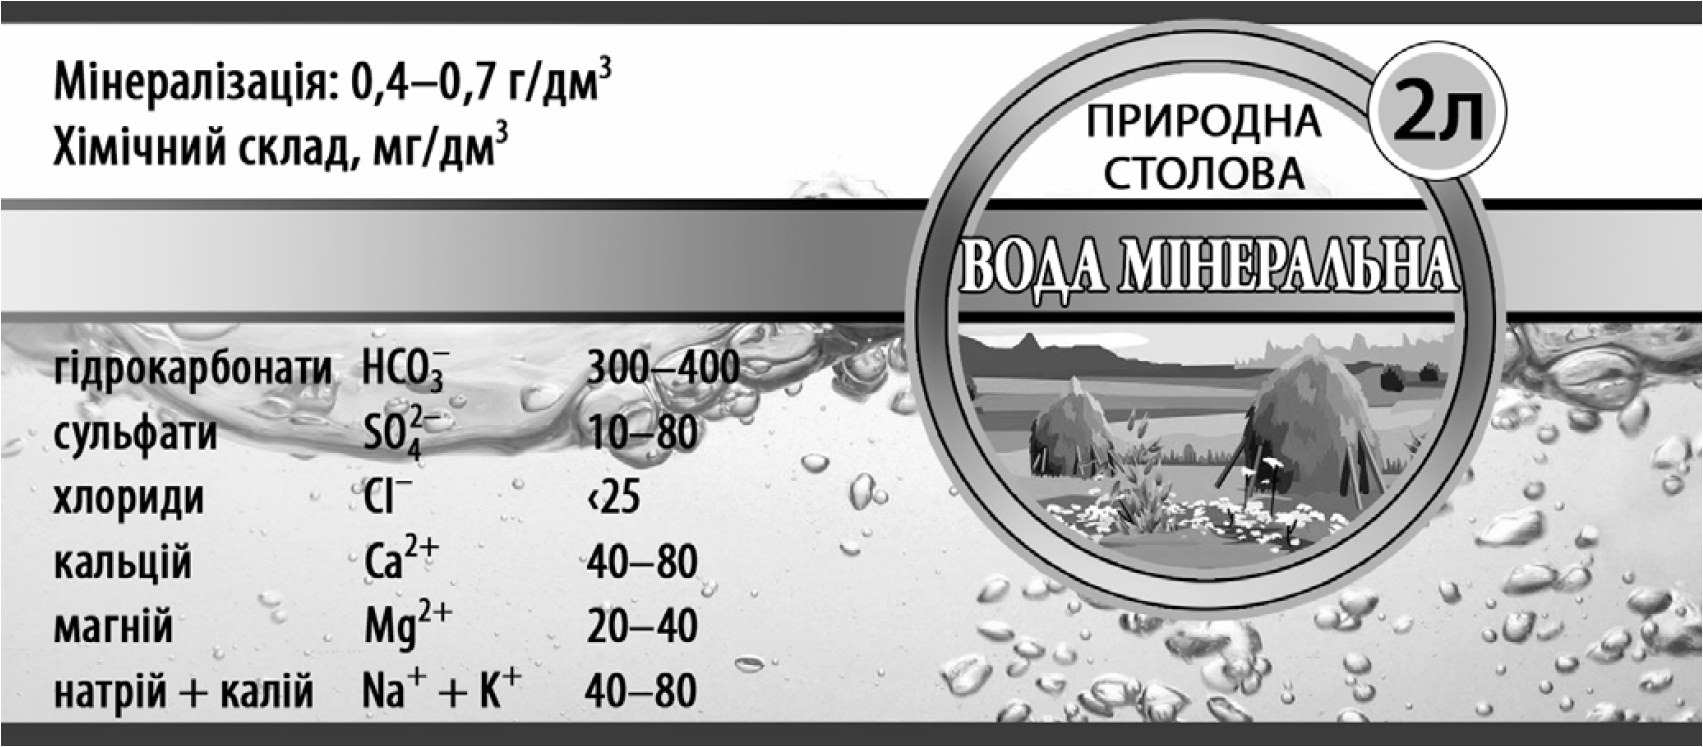 Мінералізація: 0,4–0,7 г/дм³
Хімічний склад, мг/дм³
ПРИРОДНА
СТОЛОВА
2л
ВОДА МІНЕРАЛЬНА
гідрокарбонати HCO₃⁻ 300–400
сульфати SO₄²⁻ 10–80
хлориди Cl⁻ <25
кальцій Ca²⁺ 40–80
магній Mg²⁺ 20–40
натрій + калій Na⁺ + K⁺ 40–80